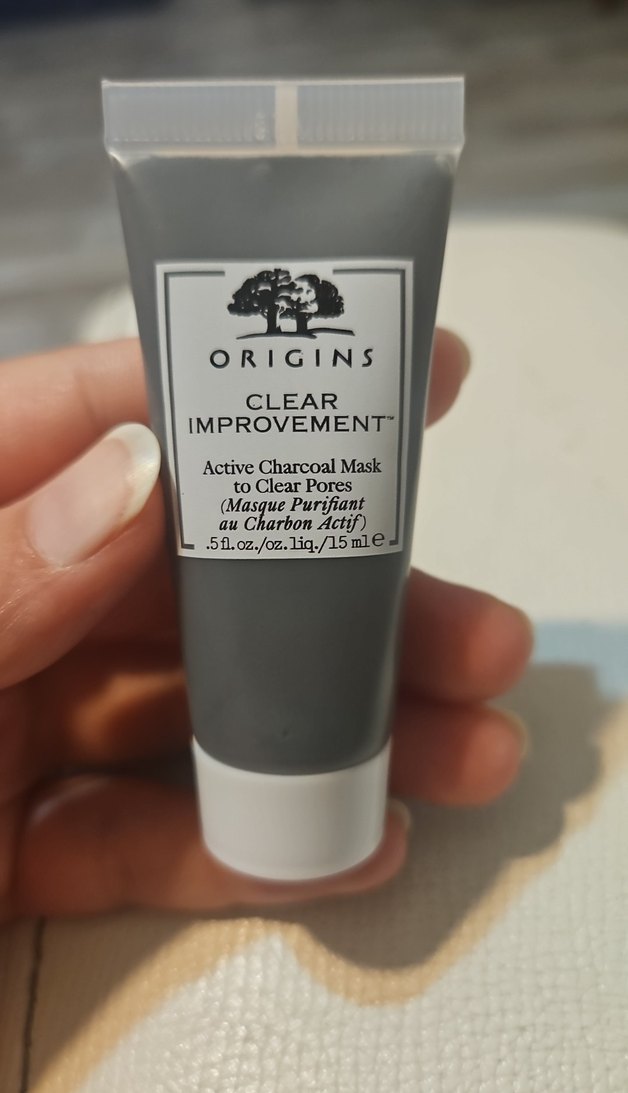 ORIGINS
CLEAR
IMPROVEMENT™
Active Charcoal Mask
to Clear Pores
(Masque Purifiant
au Charbon Actif)
.5 fl. oz./oz. liq./15 ml e